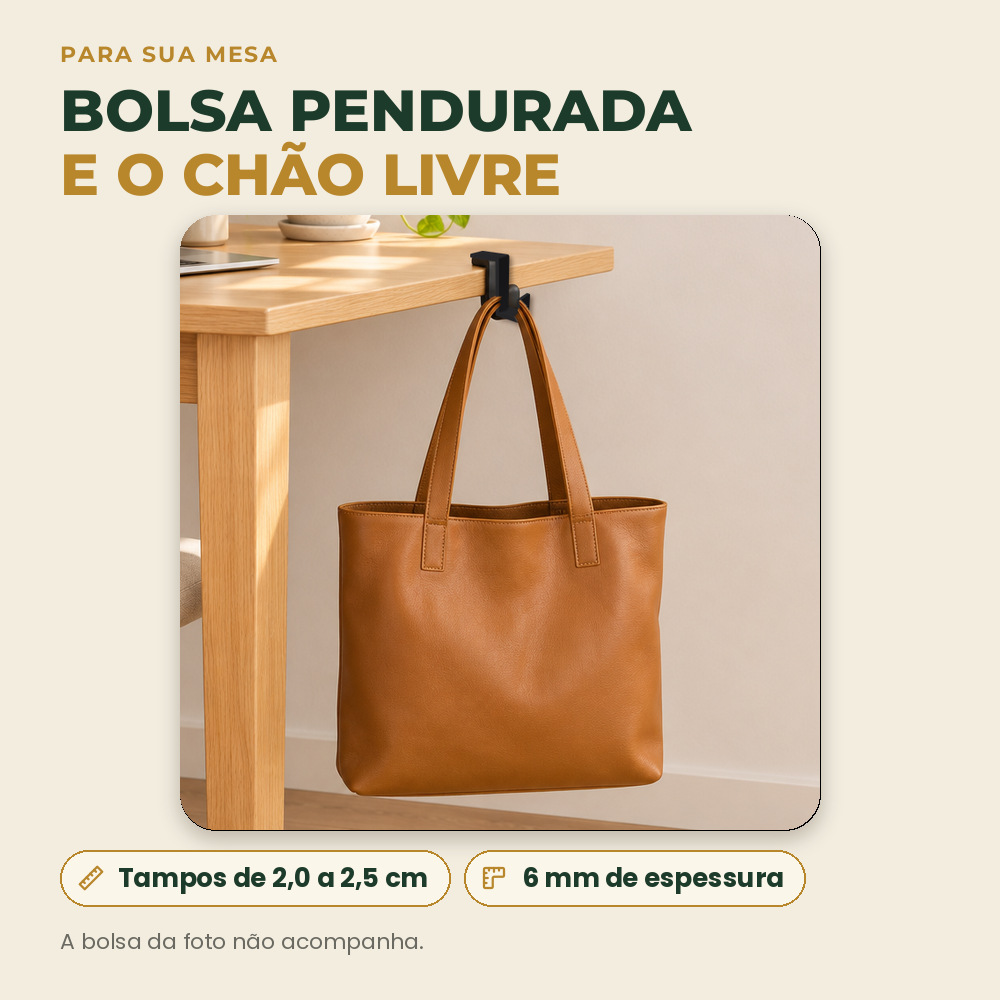 PARA SUA MESA
BOLSA PENDURADA
E O CHÃO LIVRE
Tampos de 2,0 a 2,5 cm
6 mm de espessura
A bolsa da foto não acompanha.